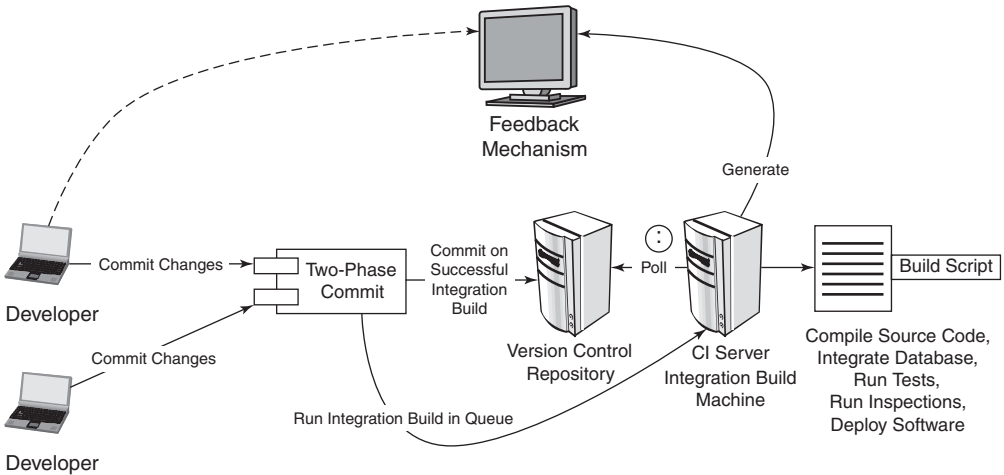 Feedback
Mechanism
Generate
Commit Changes
Two-Phase
Commit
Commit on
Successful
Integration
Build
Poll
Build Script
Developer
Commit Changes
Version Control
Repository
CI Server
Integration Build
Machine
Compile Source Code,
Integrate Database,
Run Tests,
Run Inspections,
Deploy Software
Run Integration Build in Queue
Developer